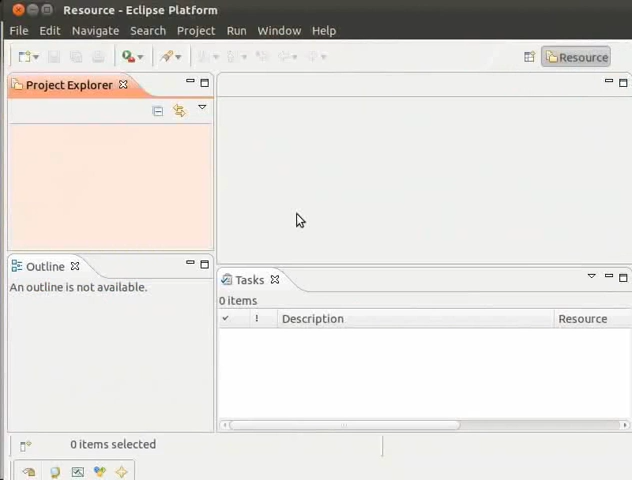 Resource - Eclipse Platform
File Edit Navigate Search Project Run Window Help
Resource
Project Explorer
Outline
An outline is not available.
Tasks
0 items
! Description Resource
0 items selected